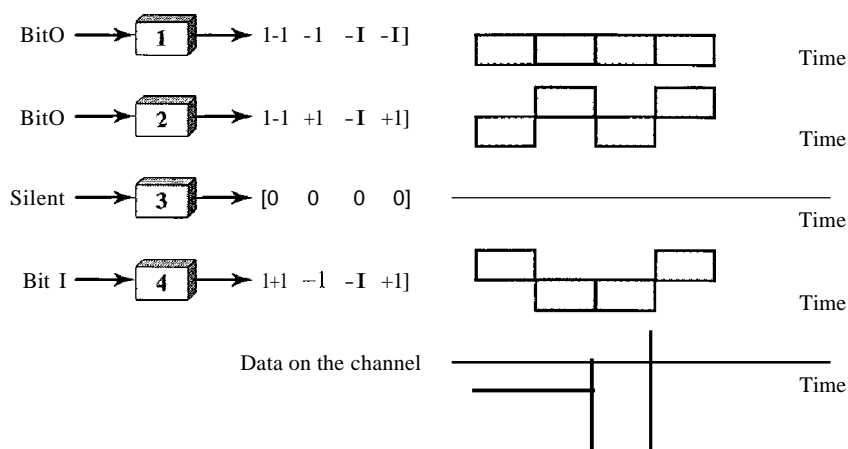 BitO 1 1-1 -1 -I -I]
Time
BitO 2 1-1 +1 -I +1]
Time
Silent 3 [0 0 0 0]
Time
Bit I 4 1+1 -1 -I +1]
Time
Data on the channel
Time